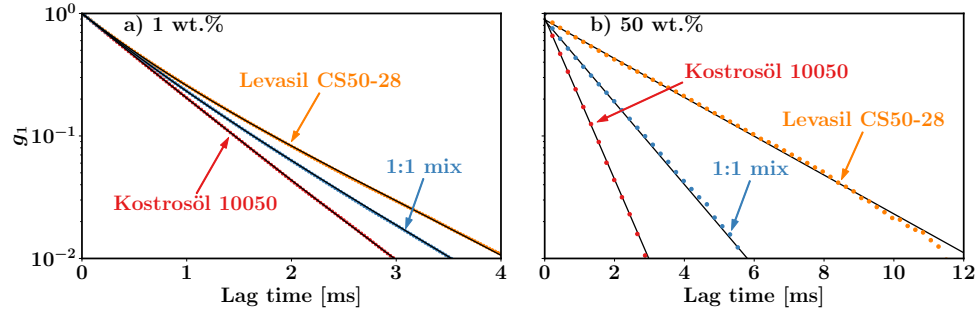 a) 1 wt.%
Levasil CS50-28
1:1 mix
Kostrosöl 10050
10⁰
10⁻¹
10⁻²
g₁
0 1 2 3 4
Lag time [ms]
b) 50 wt.%
Kostrosöl 10050
Levasil CS50-28
1:1 mix
0 2 4 6 8 10 12
Lag time [ms]